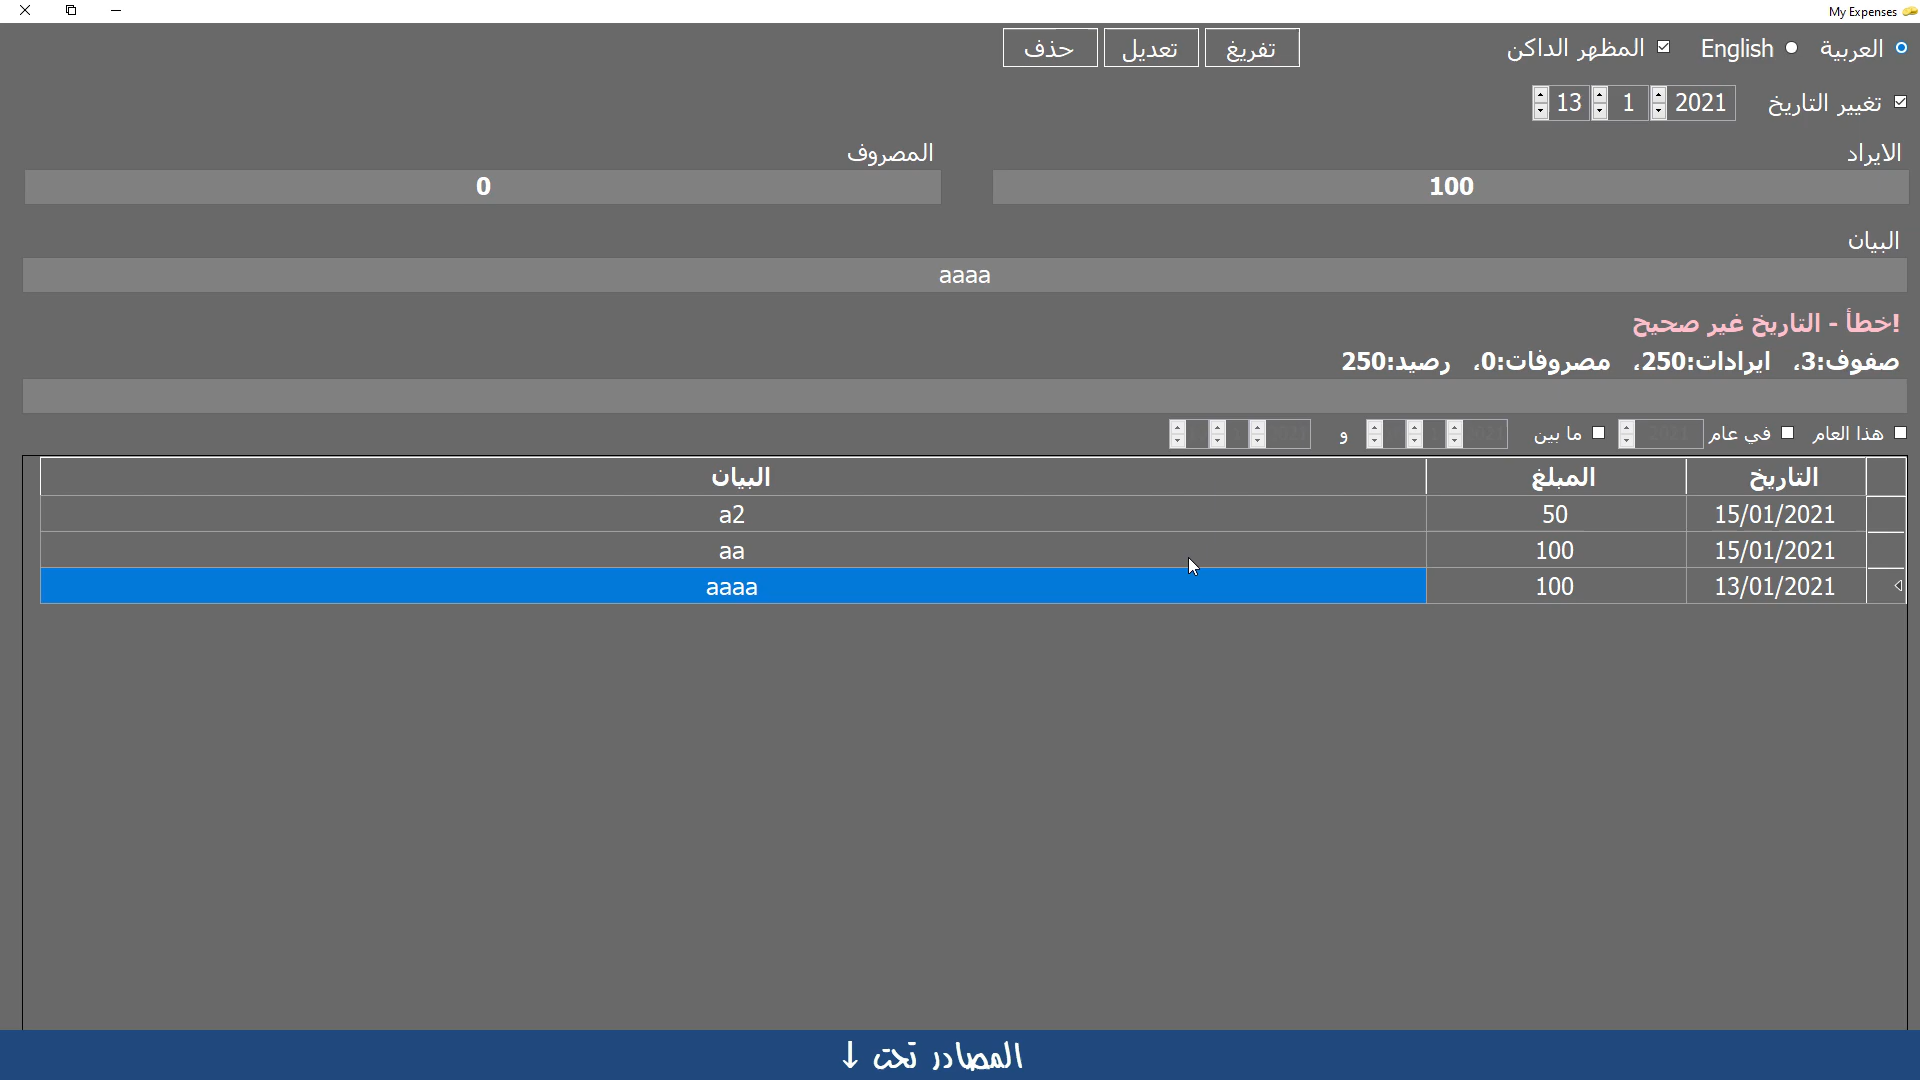 My Expenses
العربية English المظهر الداكن تفريغ تعديل حذف
تغيير التاريخ 2021 1 13
الايراد المصروف
100 0
البيان
aaaa
!خطأ - التاريخ غير صحيح
صفوف:3، ايرادات:250، مصروفات:0، رصيد:250
هذا العام في عام 2021 ما بين 2021 و 2021
التاريخ المبلغ البيان
15/01/2021 50 a2
15/01/2021 100 aa
13/01/2021 100 aaaa
المصادر تحت ↓